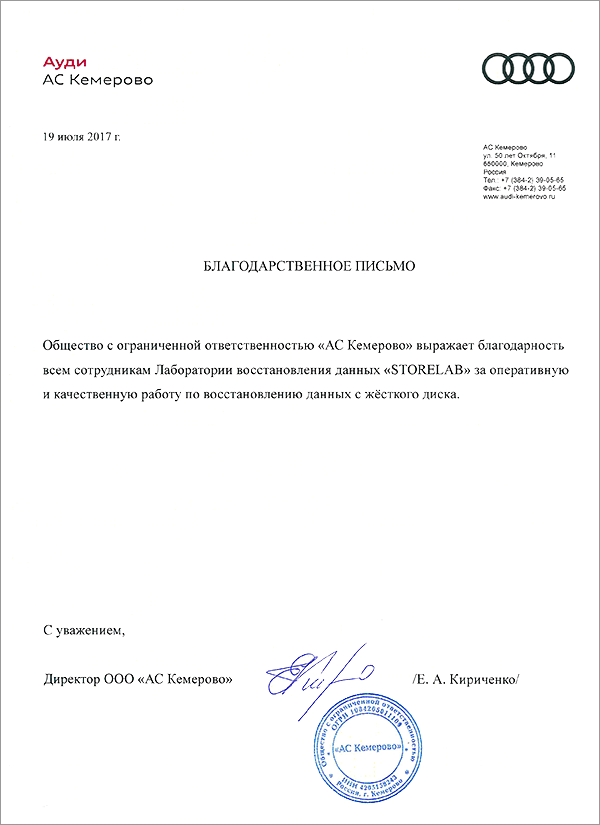 Ауди
АС Кемерово
19 июля 2017 г.
АС Кемерово
ул. 50 лет Октября, 11
650000, Кемерово
Россия
Тел.: +7 (384-2) 39-05-65
Факс: +7 (384-2) 39-05-65
www.audi-kemerovo.ru
БЛАГОДАРСТВЕННОЕ ПИСЬМО
Общество с ограниченной ответственностью «АС Кемерово» выражает благодарность
всем сотрудникам Лаборатории восстановления данных «STORELAB» за оперативную
и качественную работу по восстановлению данных с жёсткого диска.
С уважением,
Директор ООО «АС Кемерово»
/Е. А. Кириченко/
Общество с ограниченной ответственностью
ОГРН
«АС Кемерово»
ИНН
Россия, г. Кемерово